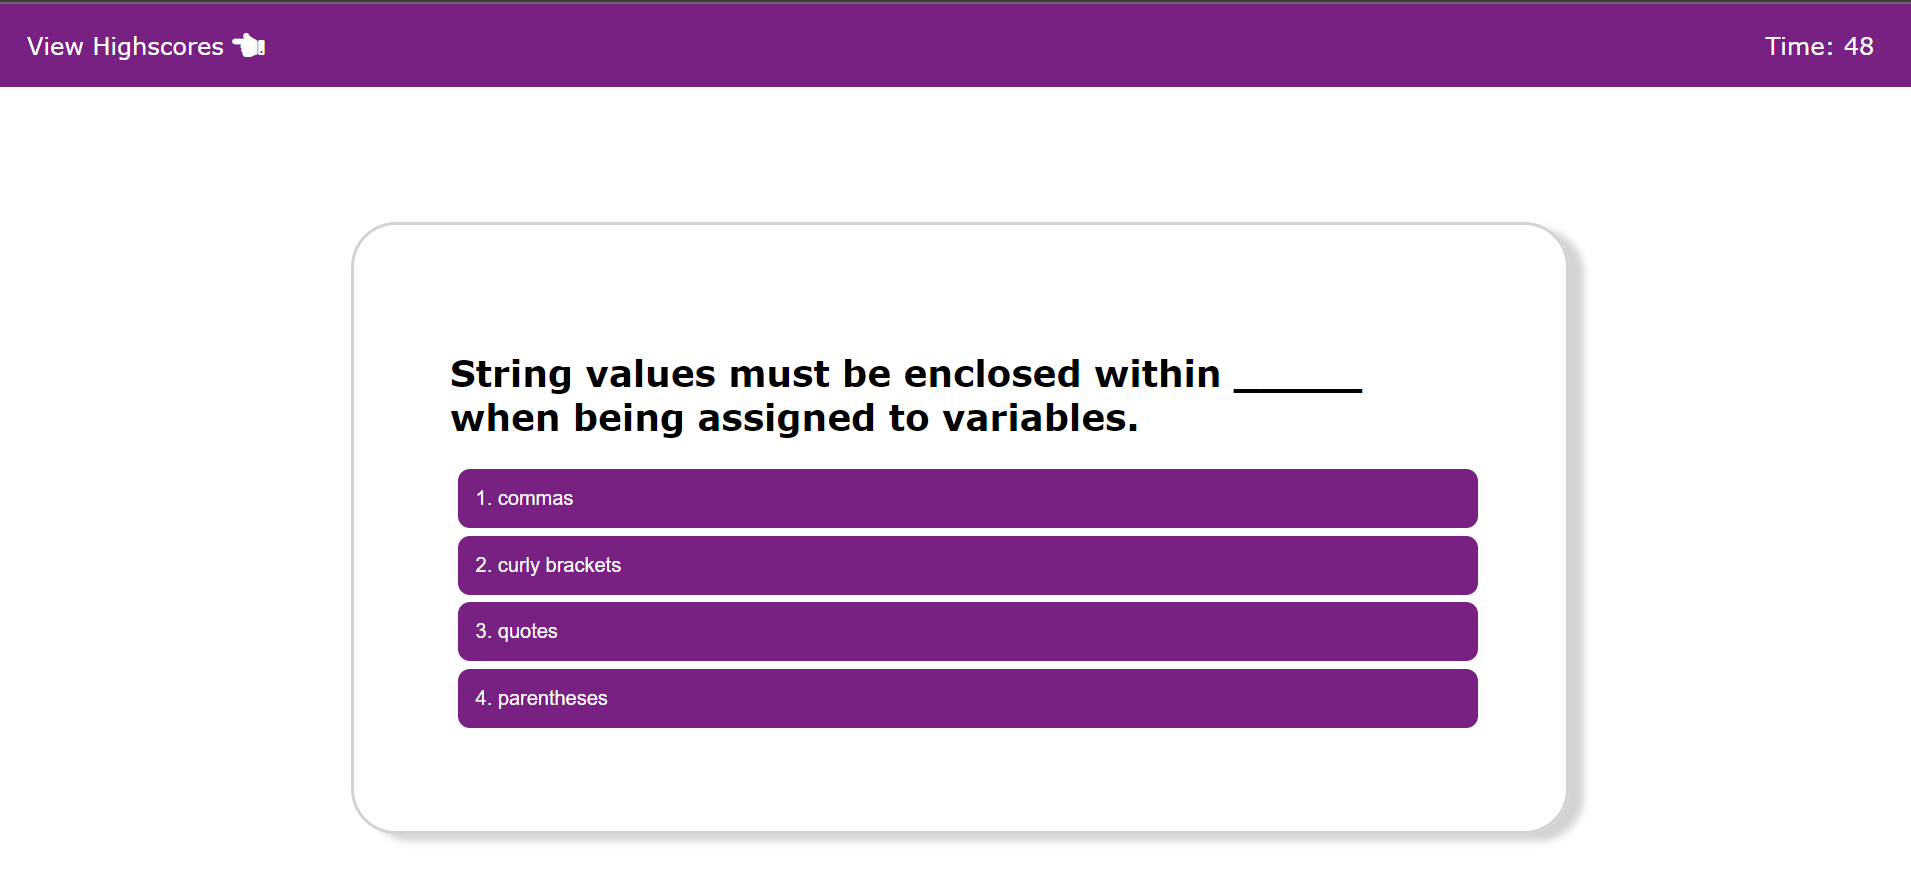 View Highscores
Time: 48
String values must be enclosed within ______
when being assigned to variables.
1. commas
2. curly brackets
3. quotes
4. parentheses